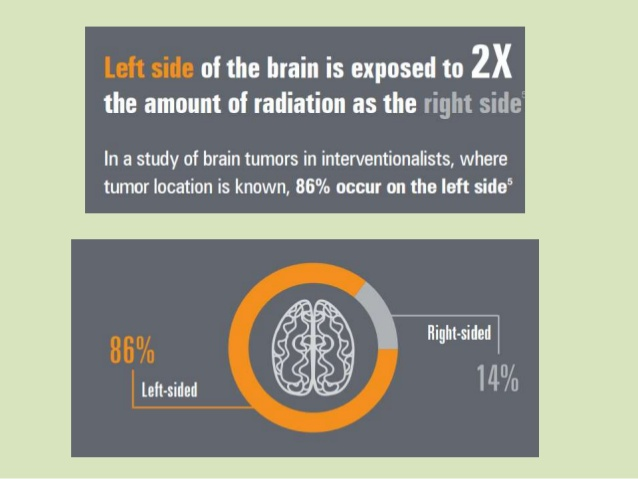 Left side of the brain is exposed to 2X
the amount of radiation as the right side⁵
In a study of brain tumors in interventionalists, where
tumor location is known, 86% occur on the left side⁵
86%
Left-sided
Right-sided
14%